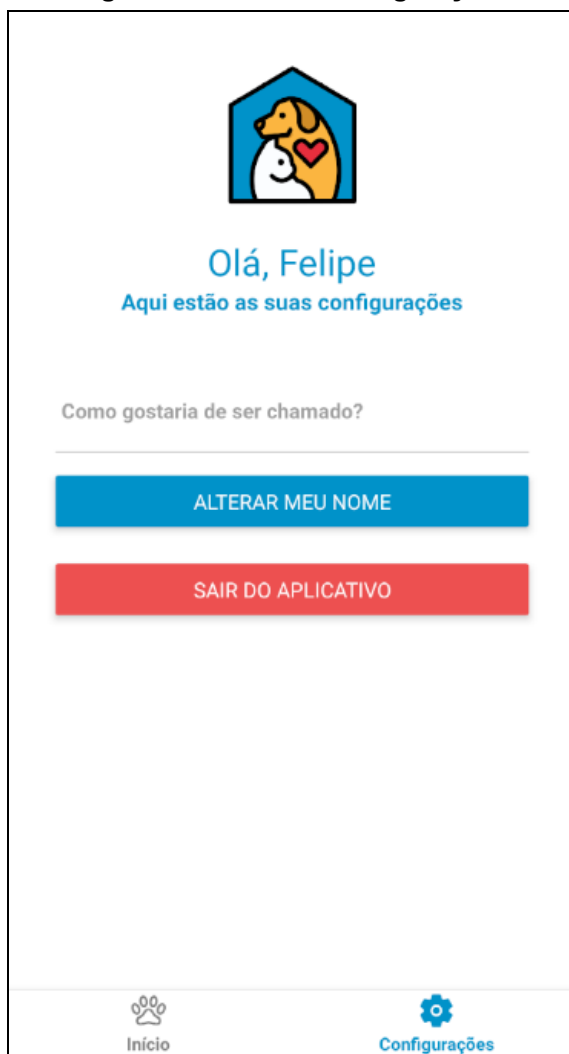 Olá, Felipe
Aqui estão as suas configurações
Como gostaria de ser chamado?
ALTERAR MEU NOME
SAIR DO APLICATIVO
Início
Configurações